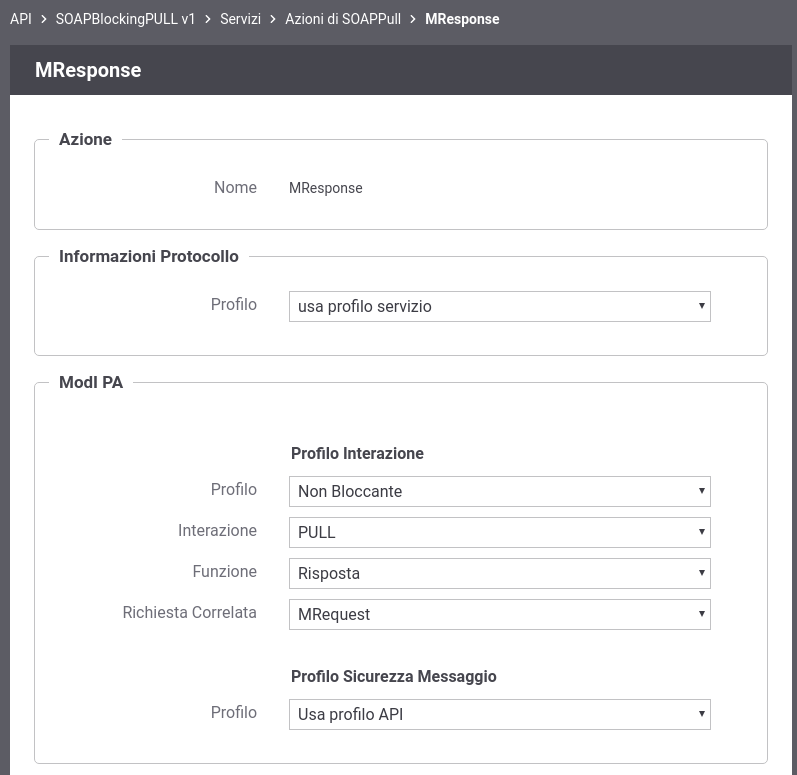 API > SOAPBlockingPULL v1 > Servizi > Azioni di SOAPPull > MResponse
MResponse
Azione
Nome MResponse
Informazioni Protocollo
Profilo usa profilo servizio
ModI PA
Profilo Interazione
Profilo Non Bloccante
Interazione PULL
Funzione Risposta
Richiesta Correlata MRequest
Profilo Sicurezza Messaggio
Profilo Usa profilo API